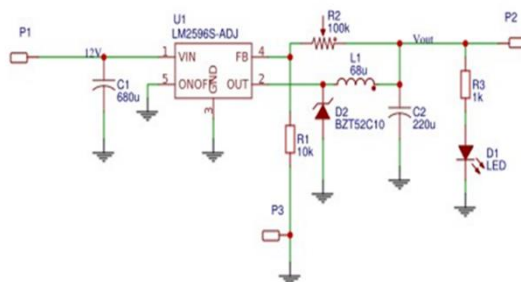 P1
12V
C1
680u
U1
LM2596S-ADJ
1 VIN FB 4
5 ONOFF OUT 2
GND
3
R2
100k
L1
68u
D2
BZT52C10
R1
10k
P3
Vout
C2
220u
P2
R3
1k
D1
LED